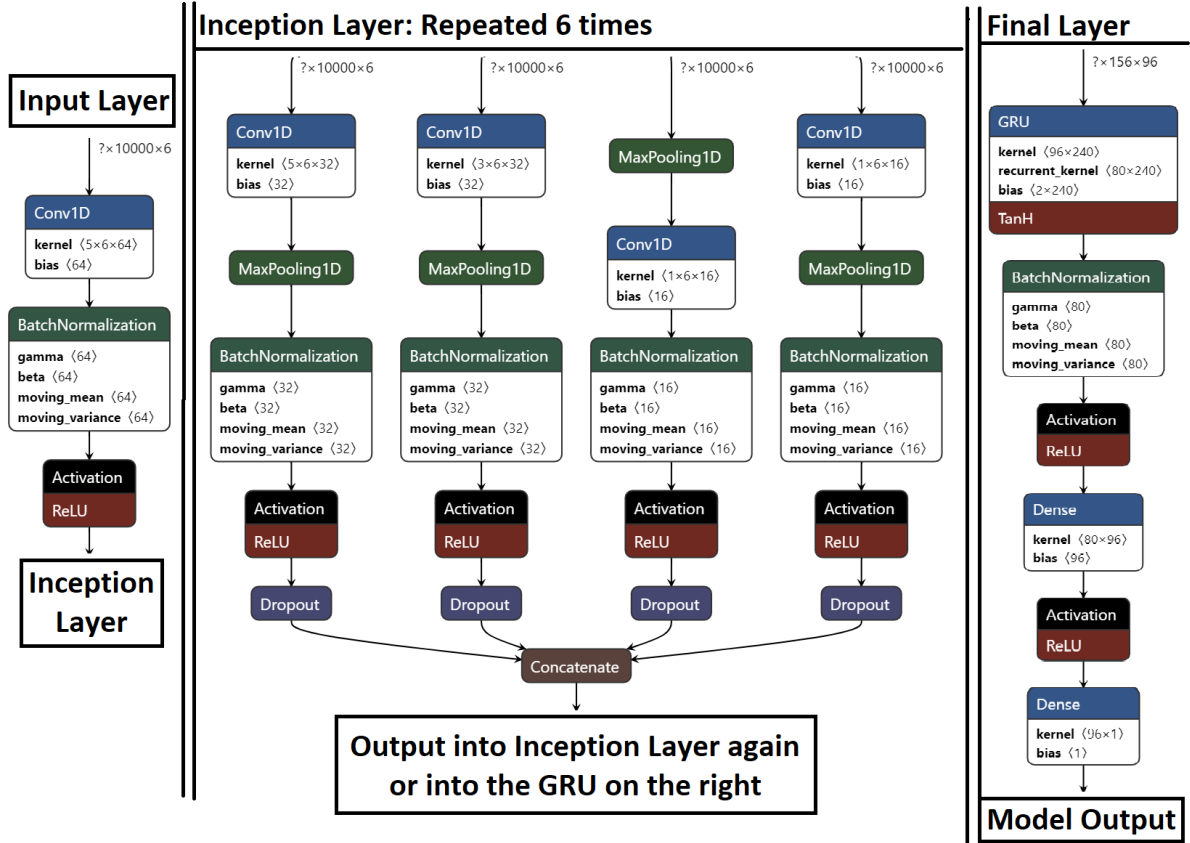 Input Layer
?×10000×6
Conv1D
kernel ⟨5×6×64⟩
bias ⟨64⟩
BatchNormalization
gamma ⟨64⟩
beta ⟨64⟩
moving_mean ⟨64⟩
moving_variance ⟨64⟩
Activation
ReLU
Inception
Layer
Inception Layer: Repeated 6 times
?×10000×6
Conv1D
kernel ⟨5×6×32⟩
bias ⟨32⟩
MaxPooling1D
BatchNormalization
gamma ⟨32⟩
beta ⟨32⟩
moving_mean ⟨32⟩
moving_variance ⟨32⟩
Activation
ReLU
Dropout
?×10000×6
Conv1D
kernel ⟨3×6×32⟩
bias ⟨32⟩
MaxPooling1D
BatchNormalization
gamma ⟨32⟩
beta ⟨32⟩
moving_mean ⟨32⟩
moving_variance ⟨32⟩
Activation
ReLU
Dropout
?×10000×6
MaxPooling1D
Conv1D
kernel ⟨1×6×16⟩
bias ⟨16⟩
BatchNormalization
gamma ⟨16⟩
beta ⟨16⟩
moving_mean ⟨16⟩
moving_variance ⟨16⟩
Activation
ReLU
Dropout
?×10000×6
Conv1D
kernel ⟨1×6×16⟩
bias ⟨16⟩
MaxPooling1D
BatchNormalization
gamma ⟨16⟩
beta ⟨16⟩
moving_mean ⟨16⟩
moving_variance ⟨16⟩
Activation
ReLU
Dropout
Concatenate
Output into Inception Layer again
or into the GRU on the right
Final Layer
?×156×96
GRU
kernel ⟨96×240⟩
recurrent_kernel ⟨80×240⟩
bias ⟨2×240⟩
TanH
BatchNormalization
gamma ⟨80⟩
beta ⟨80⟩
moving_mean ⟨80⟩
moving_variance ⟨80⟩
Activation
ReLU
Dense
kernel ⟨80×96⟩
bias ⟨96⟩
Activation
ReLU
Dense
kernel ⟨96×1⟩
bias ⟨1⟩
Model Output